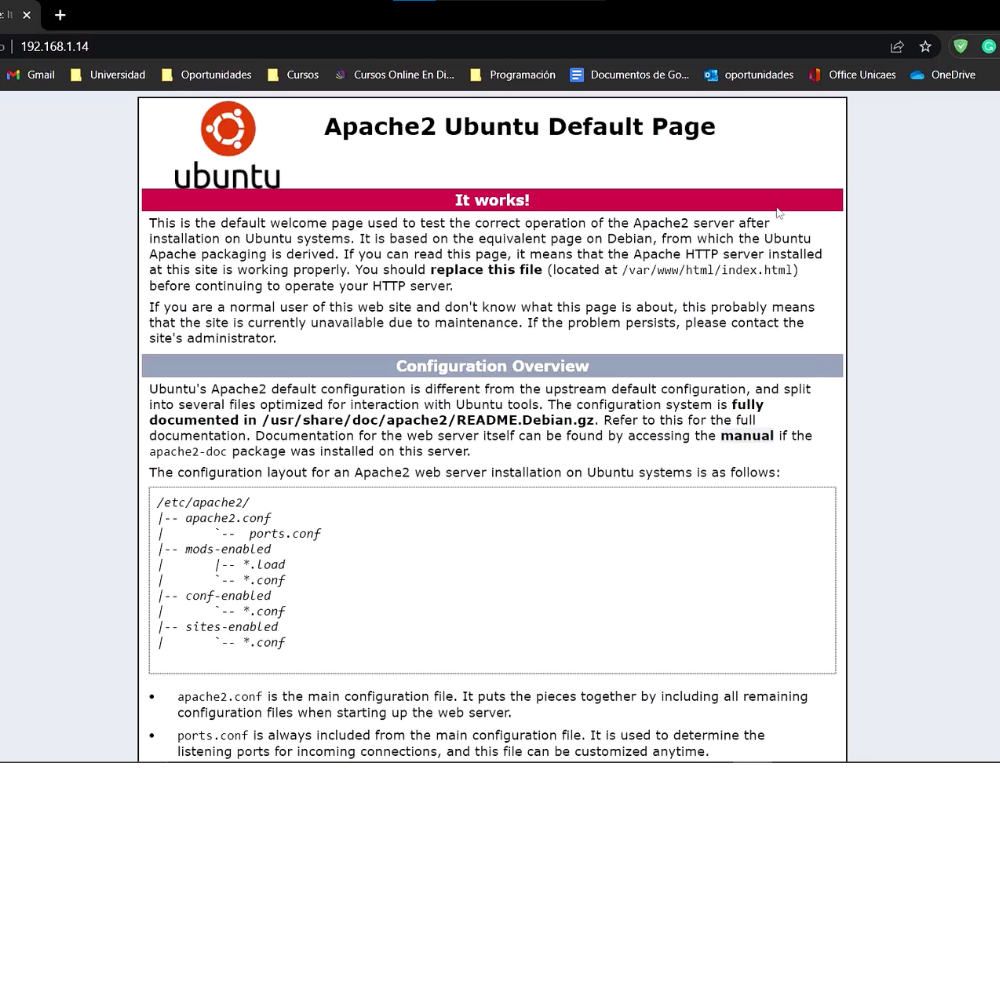 : It
192.168.1.14
Gmail Universidad Oportunidades Cursos Cursos Online En Di... Programación Documentos de Go... oportunidades Office Unicaes OneDrive
ubuntu
Apache2 Ubuntu Default Page
It works!
This is the default welcome page used to test the correct operation of the Apache2 server after
installation on Ubuntu systems. It is based on the equivalent page on Debian, from which the Ubuntu
Apache packaging is derived. If you can read this page, it means that the Apache HTTP server installed
at this site is working properly. You should replace this file (located at /var/www/html/index.html)
before continuing to operate your HTTP server.
If you are a normal user of this web site and don't know what this page is about, this probably means
that the site is currently unavailable due to maintenance. If the problem persists, please contact the
site's administrator.
Configuration Overview
Ubuntu's Apache2 default configuration is different from the upstream default configuration, and split
into several files optimized for interaction with Ubuntu tools. The configuration system is fully
documented in /usr/share/doc/apache2/README.Debian.gz. Refer to this for the full
documentation. Documentation for the web server itself can be found by accessing the manual if the
apache2-doc package was installed on this server.
The configuration layout for an Apache2 web server installation on Ubuntu systems is as follows:
/etc/apache2/
|-- apache2.conf
|       `--  ports.conf
|-- mods-enabled
|       |-- *.load
|       `-- *.conf
|-- conf-enabled
|       `-- *.conf
|-- sites-enabled
|       `-- *.conf
• apache2.conf is the main configuration file. It puts the pieces together by including all remaining
configuration files when starting up the web server.
• ports.conf is always included from the main configuration file. It is used to determine the
listening ports for incoming connections, and this file can be customized anytime.